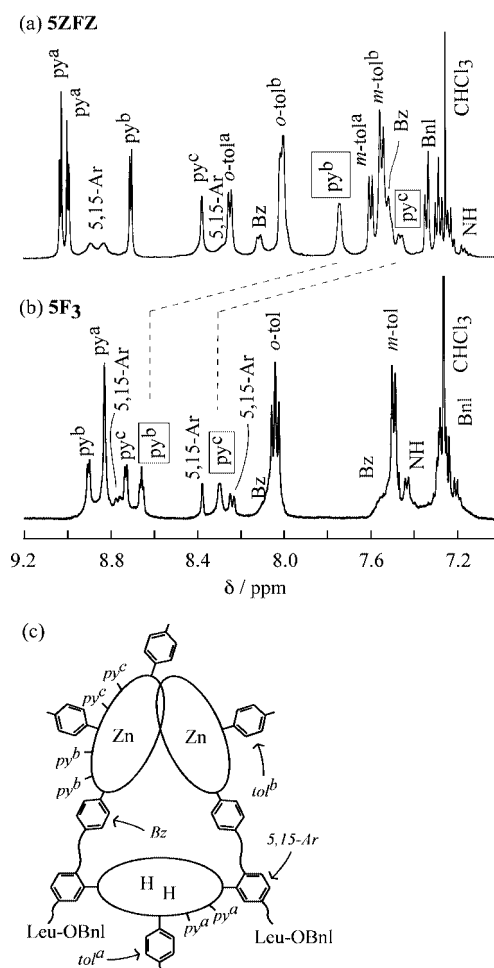 (a) 5ZFZ
py^a
py^a
5,15-Ar
py^b
py^c
5,15-Ar
o-tol^a
Bz
o-tol^b
py^b
m-tol^a
m-tol^b
Bz
py^c
Bnl
CHCl3
NH
(b) 5F3
py^b
py^a
5,15-Ar
py^c
py^b
5,15-Ar
py^c
5,15-Ar
Bz
o-tol
Bz
m-tol
NH
CHCl3
Bnl
9.2 8.8 8.4 8.0 7.6 7.2
δ / ppm
(c)
py^c
py^c
Zn Zn
py^b
py^b
tol^b
Bz
5,15-Ar
H
H
Leu-OBnl py^a py^a Leu-OBnl
tol^a